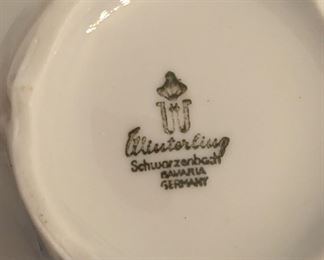 W
Winterling
Schwarzenbach
BAVARIA
GERMANY